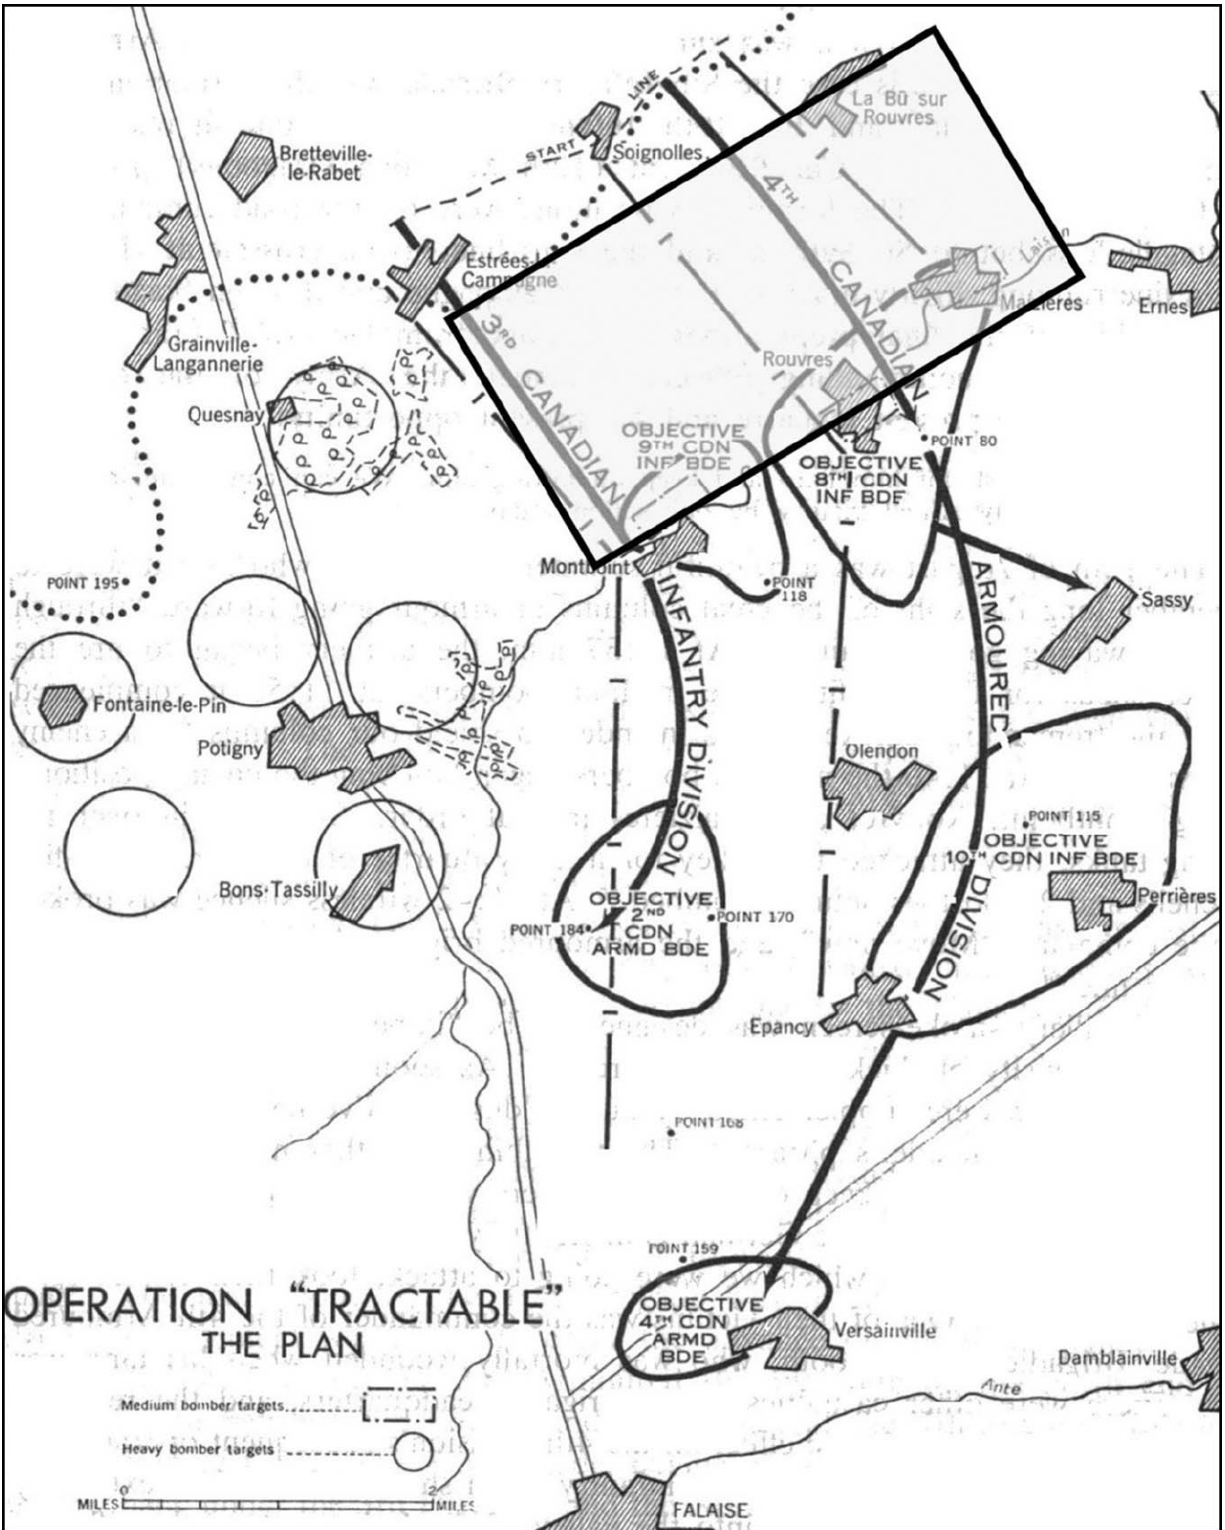 La Bû sur
Rouvres
LINE
START
Soignolles
4TH
Bretteville-
le-Rabet
Estrées-La
Campagne
Laison
Maizières
Ernes
3RD
CANADIAN
CANADIAN
Grainville-
Langannerie
Rouvres
Quesnay
OBJECTIVE
9TH CDN
INF BDE
POINT 80
OBJECTIVE
8TH CDN
INF BDE
Montboint
POINT 195
POINT
118
Sassy
INFANTRY DIVISION
ARMOURED
DIVISION
Fontaine-le-Pin
Potigny
Olendon
POINT 115
OBJECTIVE
10TH CDN INF BDE
Perrières
Bons-Tassilly
OBJECTIVE
2ND
CDN
ARMD BDE
POINT 184
POINT 170
Epancy
POINT 168
POINT 159
OBJECTIVE
4TH CDN
ARMD
BDE
Versainville
Damblainville
Ante
OPERATION "TRACTABLE"
THE PLAN
Medium bomber targets
Heavy bomber targets
0 2
MILES MILES
FALAISE